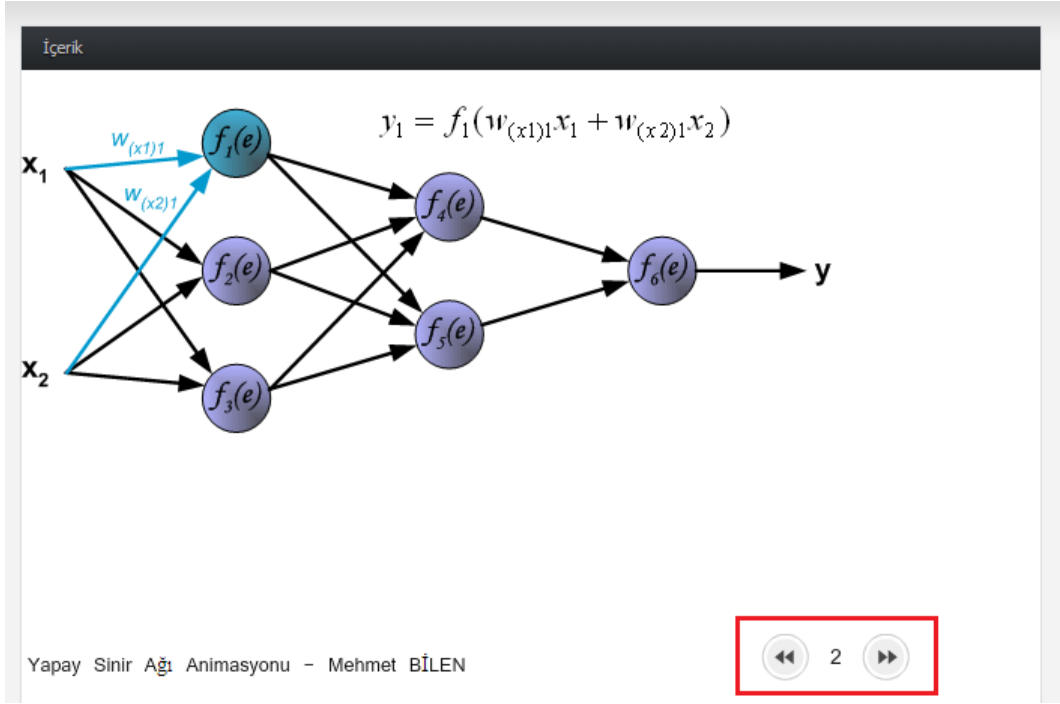 İçerik
y₁ = f₁(w₍ₓ₁₎₁x₁ + w₍ₓ₂₎₁x₂)
w₍ₓ₁₎₁
f₁(e)
x₁
w₍ₓ₂₎₁
f₄(e)
f₂(e)
f₆(e)
y
f₅(e)
x₂
f₃(e)
Yapay Sinir Ağı Animasyonu – Mehmet BİLEN
2